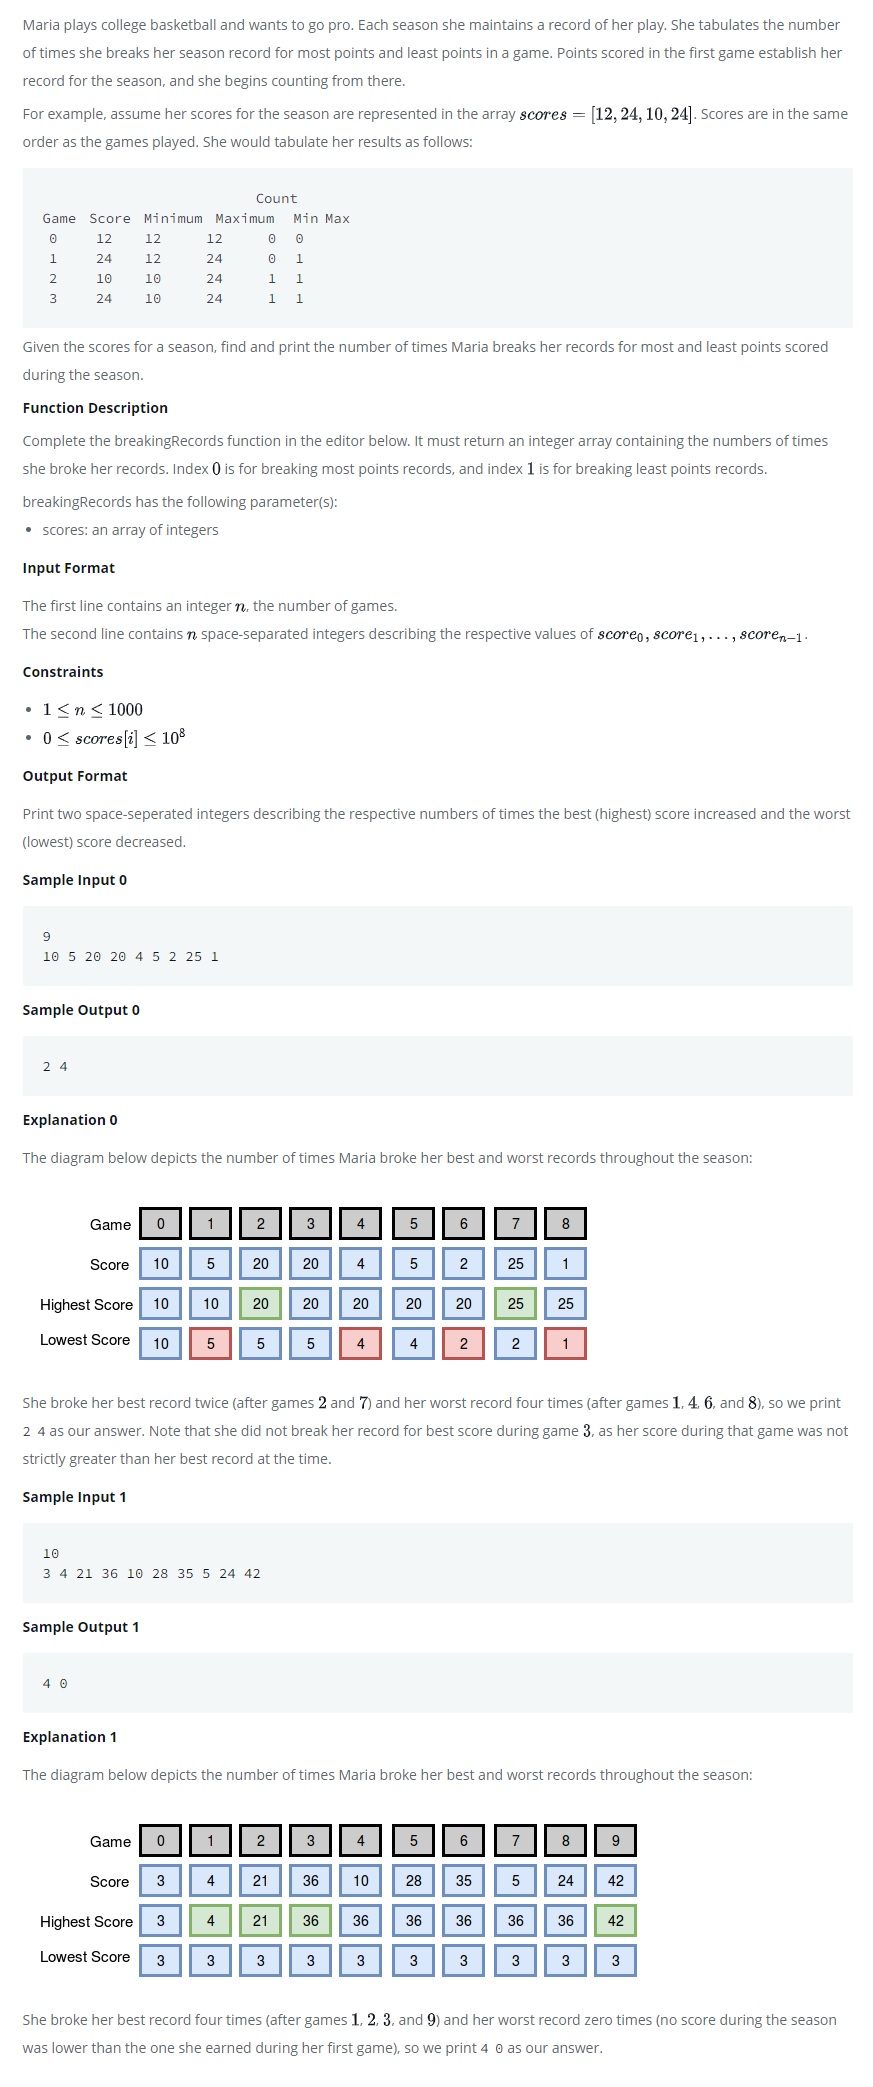 Maria plays college basketball and wants to go pro. Each season she maintains a record of her play. She tabulates the number
of times she breaks her season record for most points and least points in a game. Points scored in the first game establish her
record for the season, and she begins counting from there.
For example, assume her scores for the season are represented in the array scores = [12, 24, 10, 24]. Scores are in the same
order as the games played. She would tabulate her results as follows:
Count
Game Score Minimum Maximum Min Max
0 12 12 12 0 0
1 24 12 24 0 1
2 10 10 24 1 1
3 24 10 24 1 1
Given the scores for a season, find and print the number of times Maria breaks her records for most and least points scored
during the season.
Function Description
Complete the breakingRecords function in the editor below. It must return an integer array containing the numbers of times
she broke her records. Index 0 is for breaking most points records, and index 1 is for breaking least points records.
breakingRecords has the following parameter(s):
• scores: an array of integers
Input Format
The first line contains an integer n, the number of games.
The second line contains n space-separated integers describing the respective values of score₀, score₁, . . . , scoreₙ₋₁.
Constraints
• 1 ≤ n ≤ 1000
• 0 ≤ scores[i] ≤ 10⁸
Output Format
Print two space-seperated integers describing the respective numbers of times the best (highest) score increased and the worst
(lowest) score decreased.
Sample Input 0
9
10 5 20 20 4 5 2 25 1
Sample Output 0
2 4
Explanation 0
The diagram below depicts the number of times Maria broke her best and worst records throughout the season:
Game 0 1 2 3 4 5 6 7 8
Score 10 5 20 20 4 5 2 25 1
Highest Score 10 10 20 20 20 20 20 25 25
Lowest Score 10 5 5 5 4 4 2 2 1
She broke her best record twice (after games 2 and 7) and her worst record four times (after games 1, 4, 6, and 8), so we print
2 4 as our answer. Note that she did not break her record for best score during game 3, as her score during that game was not
strictly greater than her best record at the time.
Sample Input 1
10
3 4 21 36 10 28 35 5 24 42
Sample Output 1
4 0
Explanation 1
The diagram below depicts the number of times Maria broke her best and worst records throughout the season:
Game 0 1 2 3 4 5 6 7 8 9
Score 3 4 21 36 10 28 35 5 24 42
Highest Score 3 4 21 36 36 36 36 36 36 42
Lowest Score 3 3 3 3 3 3 3 3 3 3
She broke her best record four times (after games 1, 2, 3, and 9) and her worst record zero times (no score during the season
was lower than the one she earned during her first game), so we print 4 0 as our answer.